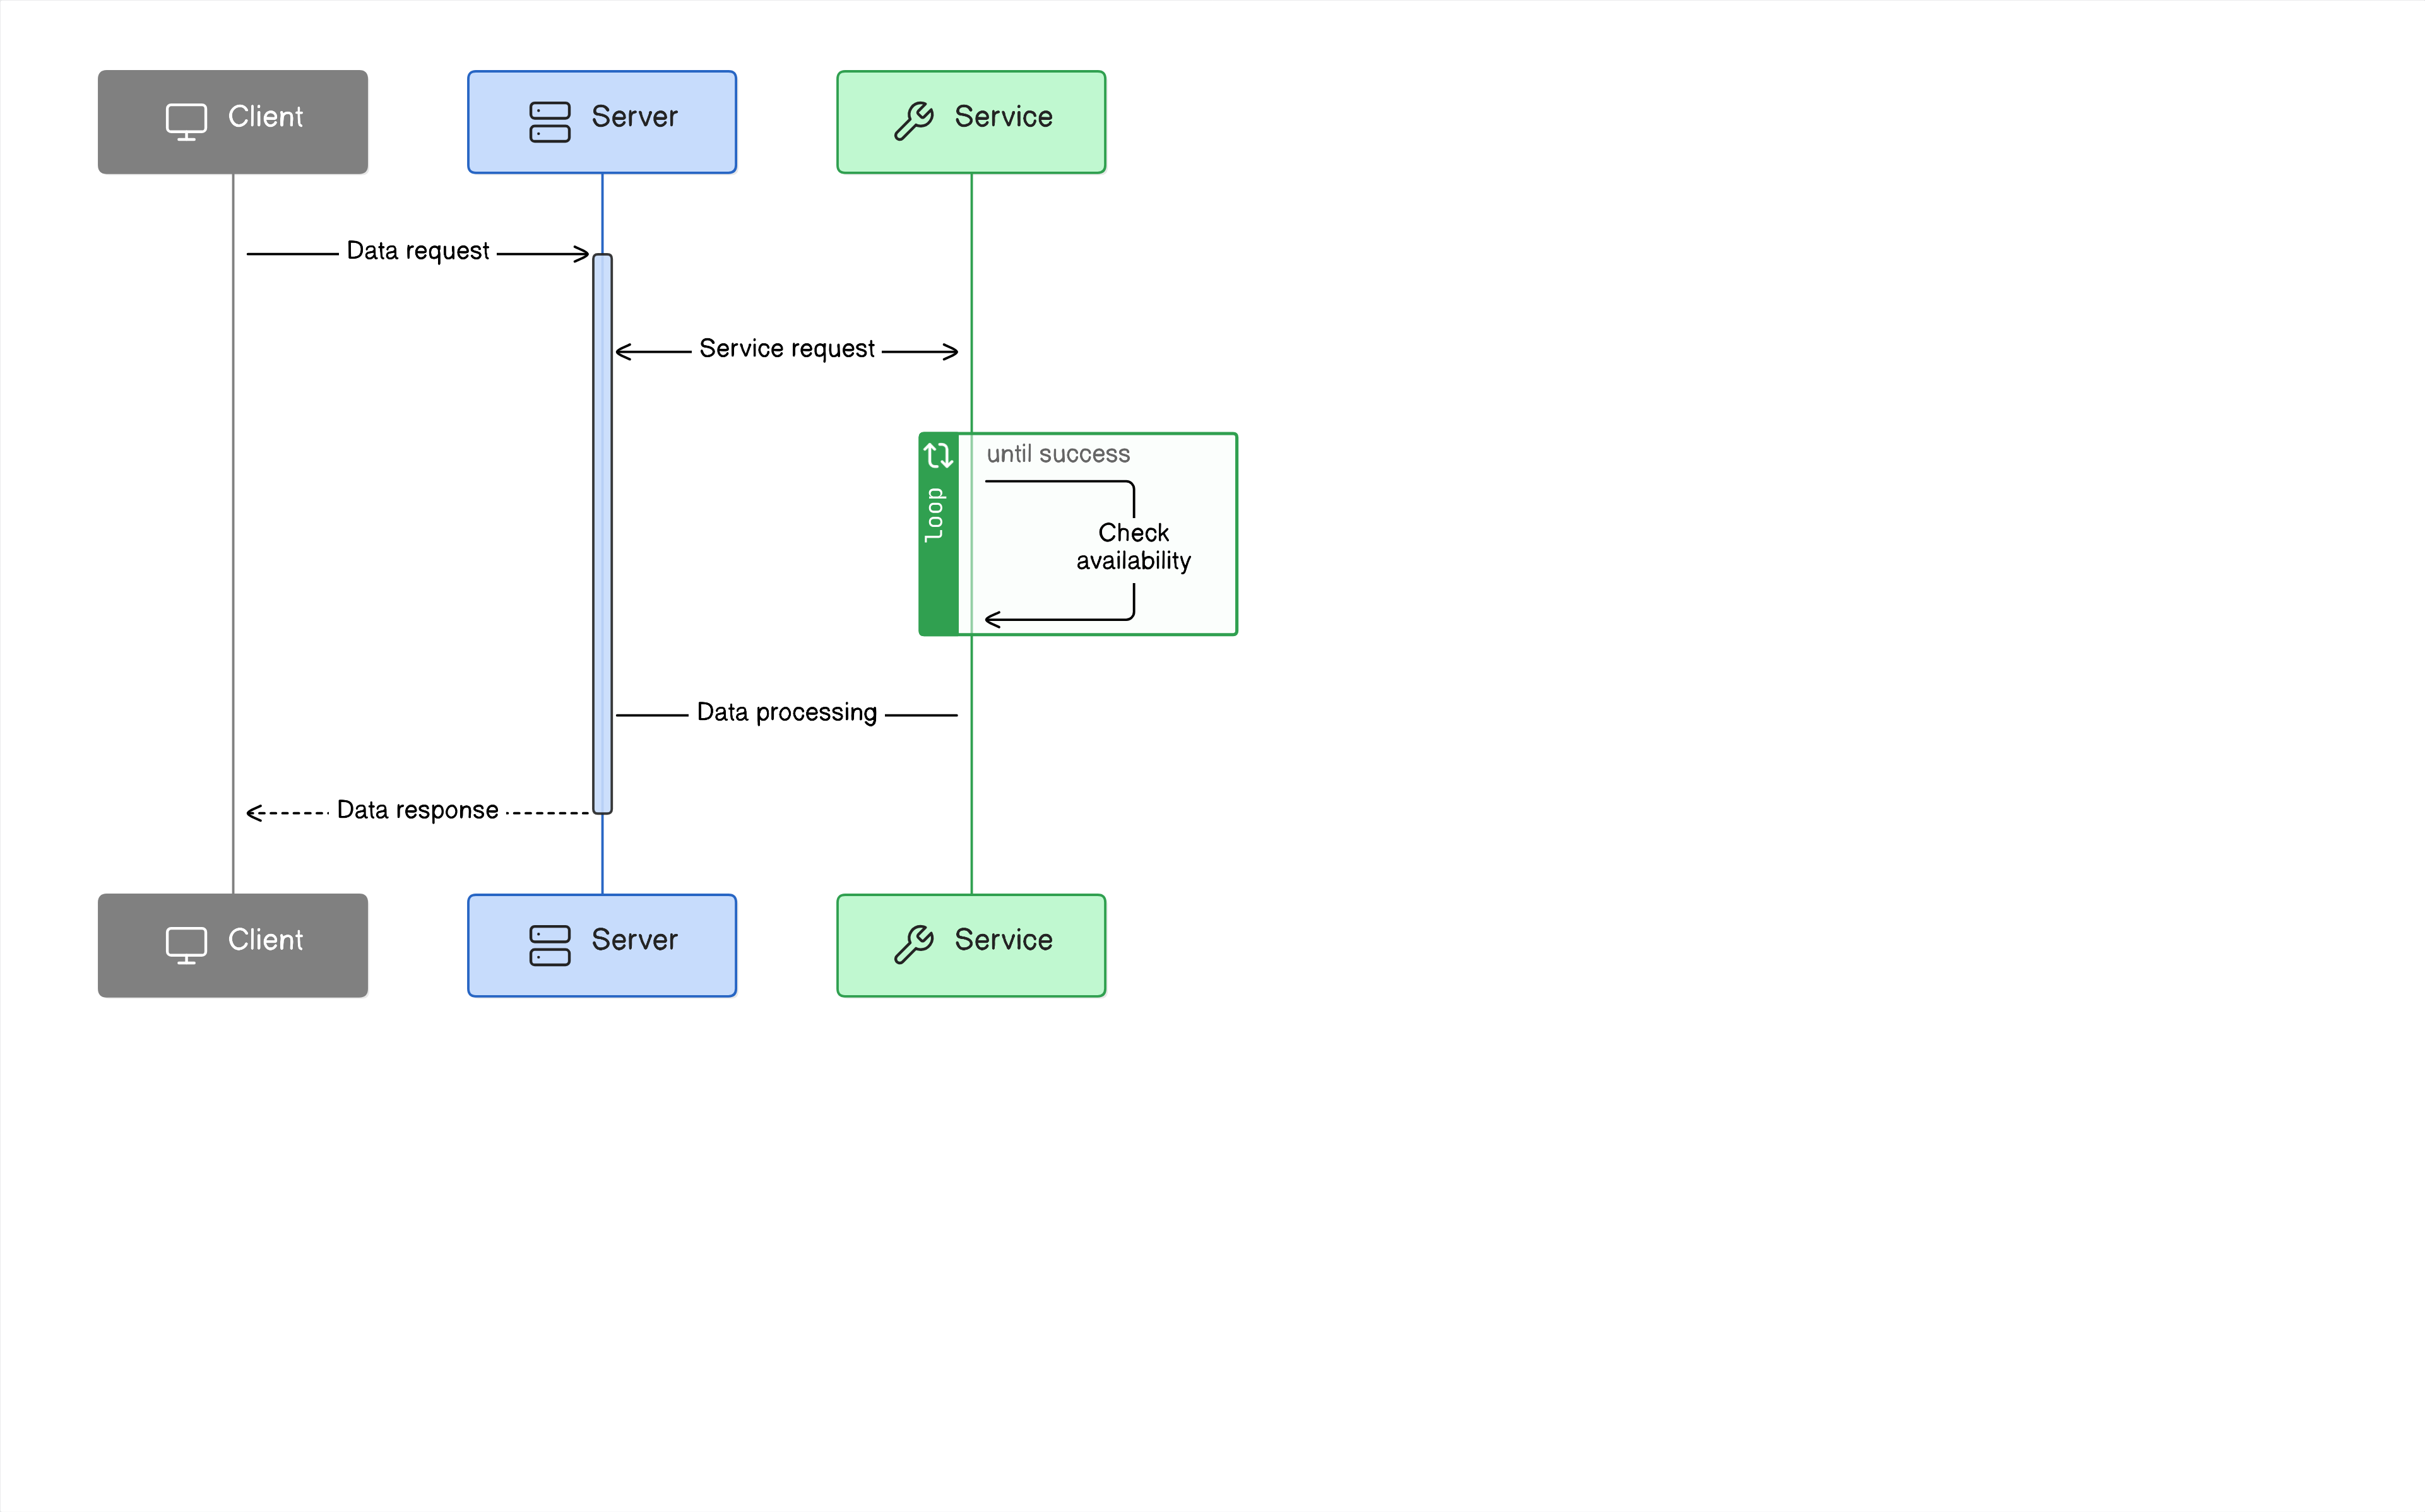 Client
Server
Service
Data request
Service request
until success
loop
Check
availability
Data processing
Data response
Client
Server
Service